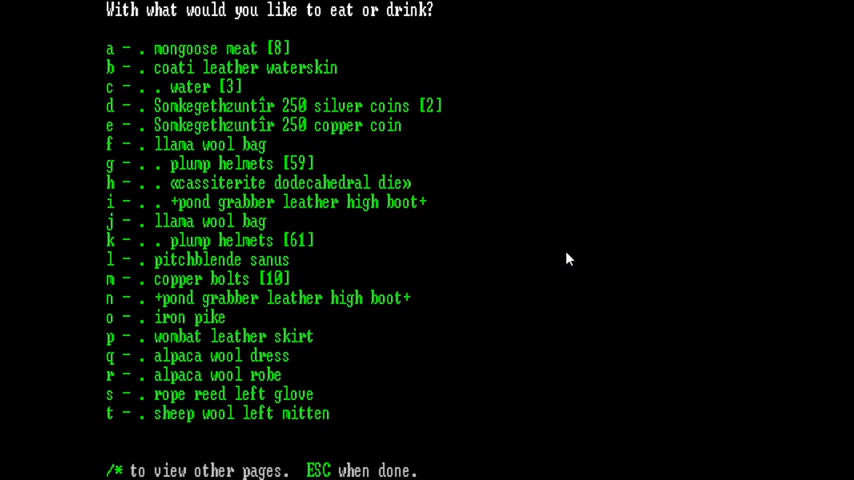 With what would you like to eat or drink?
a - . mongoose meat [8]
b - . coati leather waterskin
c - . . water [3]
d - . Somkegethzuntîr 250 silver coins [2]
e - . Somkegethzuntîr 250 copper coin
f - . llama wool bag
g - . . plump helmets [59]
h - . . «cassiterite dodecahedral die»
i - . . +pond grabber leather high boot+
j - . llama wool bag
k - . . plump helmets [61]
l - . pitchblende sanus
m - . copper bolts [10]
n - . +pond grabber leather high boot+
o - . iron pike
p - . wombat leather skirt
q - . alpaca wool dress
r - . alpaca wool robe
s - . rope reed left glove
t - . sheep wool left mitten
/* to view other pages.  ESC when done.